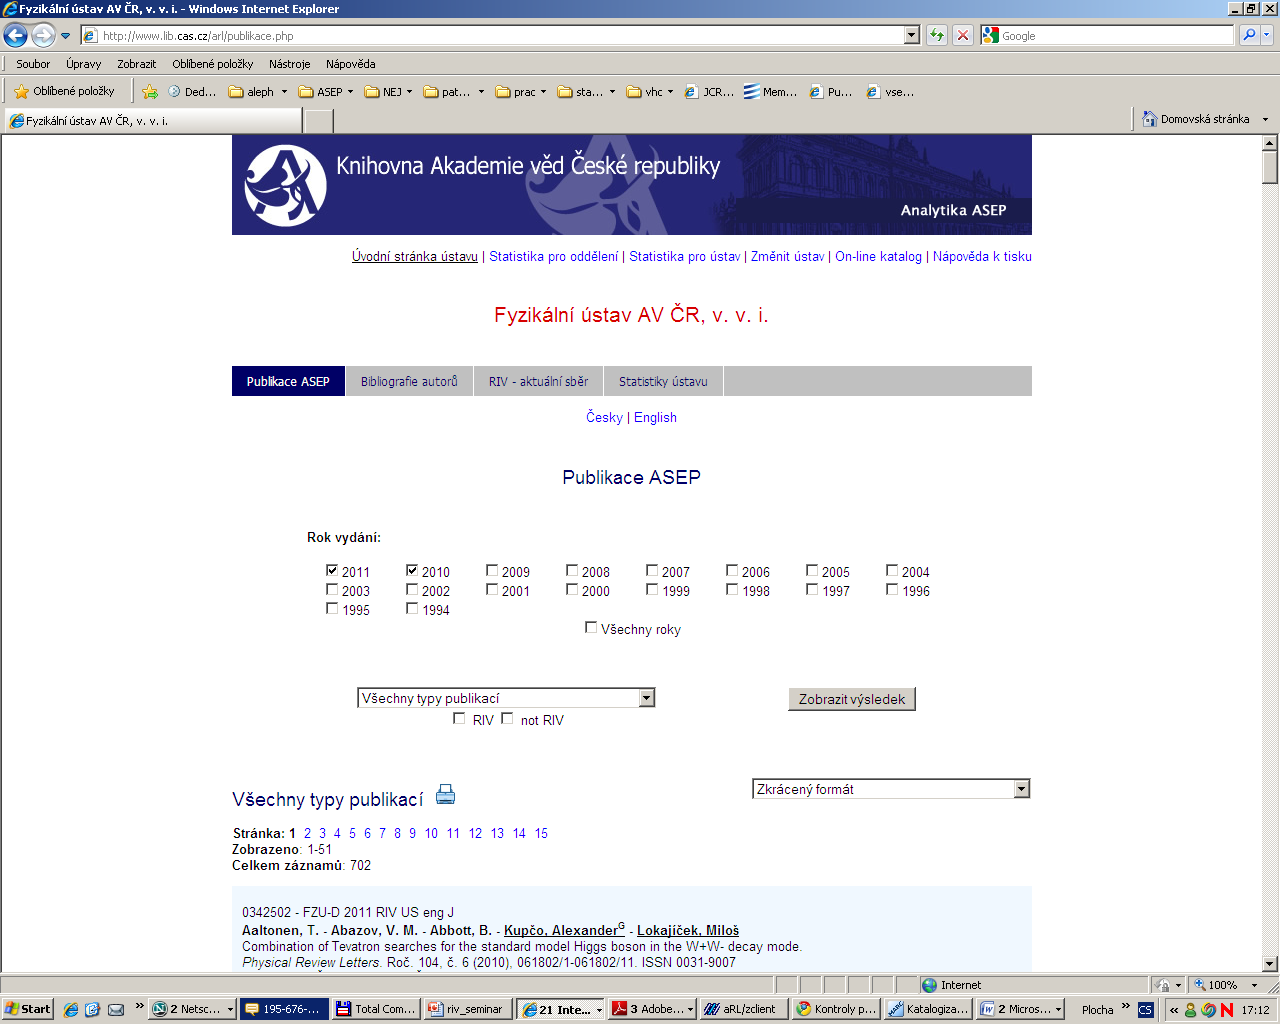 Fyzikální ústav AV ČR, v. v. i. - Windows Internet Explorer
http://www.lib.cas.cz/arl/publikace.php
Google
Soubor Úpravy Zobrazit Oblíbené položky Nástroje Nápověda
Oblíbené položky Ded... aleph ASEP NEJ pat... prac sta... vhc JCR... Mem... Pu... vse...
Fyzikální ústav AV ČR, v. v. i. Domovská stránka
Knihovna Akademie věd České republiky
Analytika ASEP
Úvodní stránka ústavu | Statistika pro oddělení | Statistika pro ústav | Změnit ústav | On-line katalog | Nápověda k tisku
Fyzikální ústav AV ČR, v. v. i.
Publikace ASEP Bibliografie autorů RIV - aktuální sběr Statistiky ústavu
Česky | English
Publikace ASEP
Rok vydání:
2011 2010 2009 2008 2007 2006 2005 2004
2003 2002 2001 2000 1999 1998 1997 1996
1995 1994
Všechny roky
Všechny typy publikací Zobrazit výsledek
RIV not RIV
Zkrácený formát
Všechny typy publikací
Stránka: 1 2 3 4 5 6 7 8 9 10 11 12 13 14 15
Zobrazeno: 1-51
Celkem záznamů: 702
0342502 - FZU-D 2011 RIV US eng J
Aaltonen, T. - Abazov, V. M. - Abbott, B. - Kupčo, AlexanderG - Lokajíček, Miloš
Combination of Tevatron searches for the standard model Higgs boson in the W+W- decay mode.
Physical Review Letters. Roč. 104, č. 6 (2010), 061802/1-061802/11. ISSN 0031-9007
Internet 100%
Start » 2 Netsc... 195-676-... Total Com... riv_seminar 21 Inte... 3 Adobe... aRL/zclient Kontroly p... Katalogiza... 2 Micros... Plocha » CS « 17:12